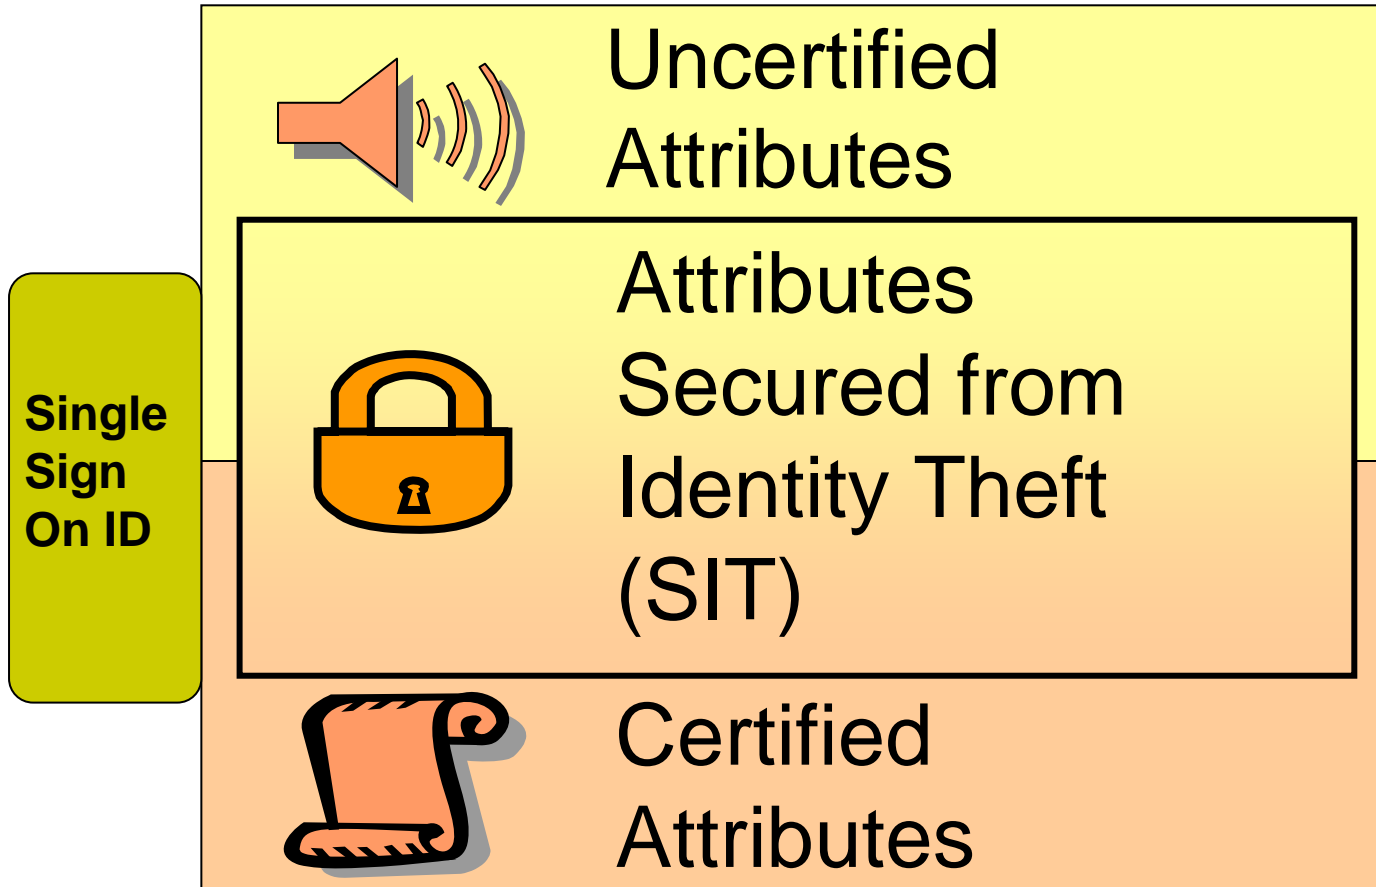 Uncertified
Attributes
Attributes
Secured from
Identity Theft
(SIT)
Single
Sign
On ID
Certified
Attributes